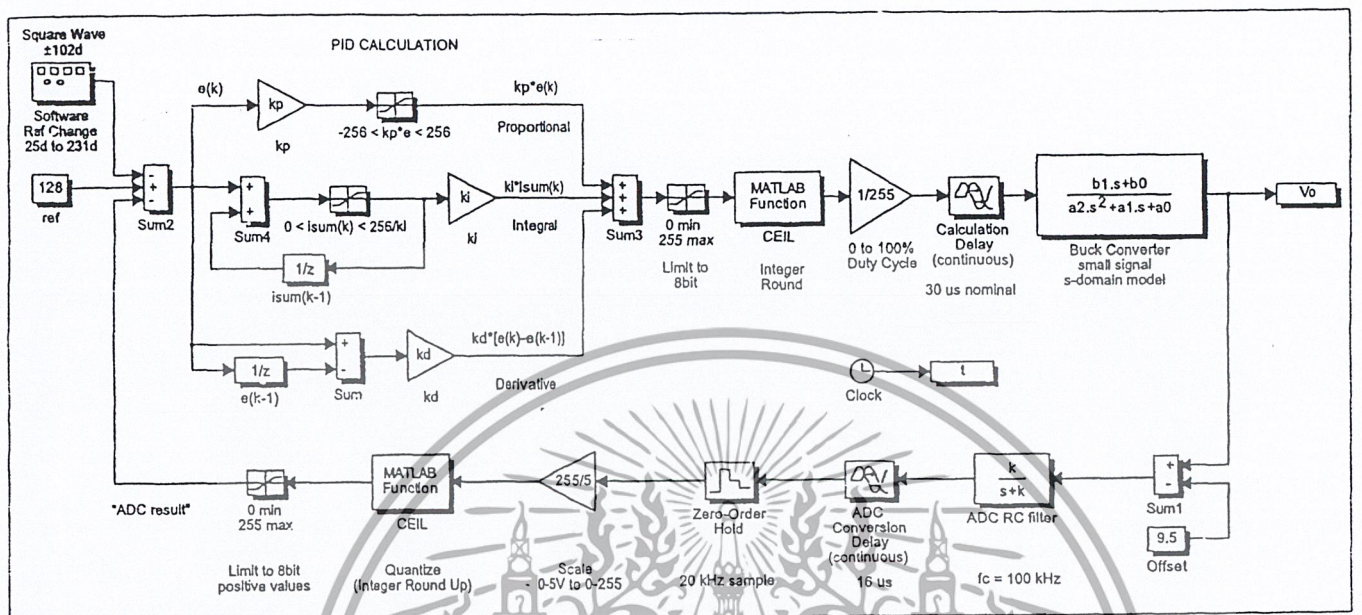 Square Wave
±102d
Software
Ref Change
25d to 231d
PID CALCULATION
e(k)
kp
kp
-256 < kp*e < 256
kp*e(k)
Proportional
128
ref
Sum2
Sum4
0 < isum(k) < 256/ki
ki
ki
ki*isum(k)
Integral
1/z
isum(k-1)
Sum3
0 min
255 max
Limit to
8bit
MATLAB
Function
CEIL
Integer
Round
1/255
0 to 100%
Duty Cycle
Calculation
Delay
(continuous)
30 us nominal
b1.s+b0
a2.s²+a1.s+a0
Buck Converter
small signal
s-domain model
Vo
1/z
e(k-1)
Sum
kd
kd
kd*[e(k)-e(k-1)]
Derivative
Clock
t
"ADC result"
0 min
255 max
Limit to 8bit
positive values
MATLAB
Function
CEIL
Quantize
(Integer Round Up)
255/5
Scale
0-5V to 0-255
Zero-Order
Hold
20 kHz sample
ADC
Conversion
Delay
(continuous)
16 us
k
s+k
ADC RC filter
fc = 100 kHz
+
-
Sum1
9.5
Offset